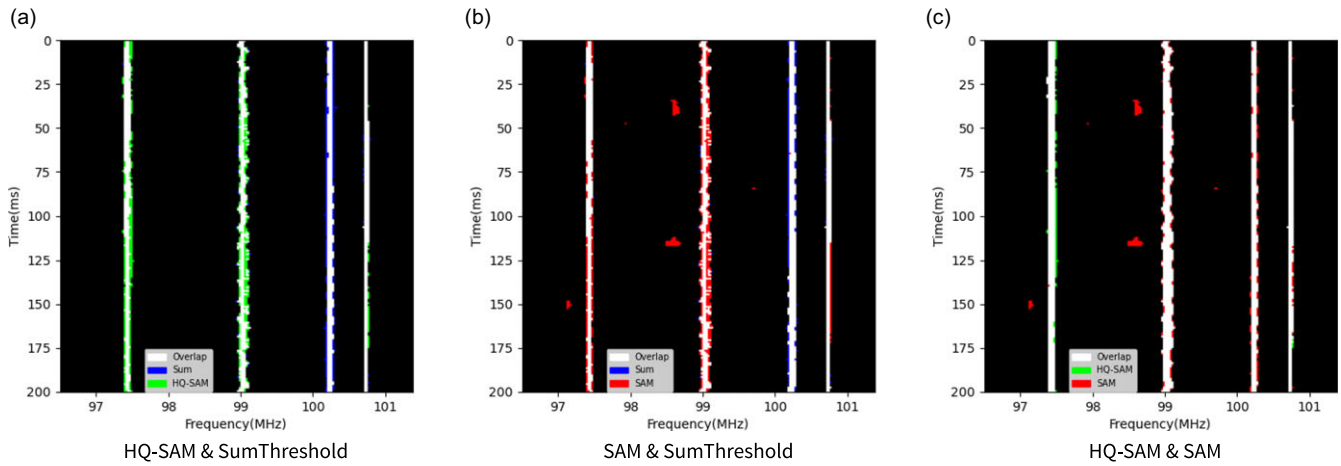 (a)
0
25
50
75
100
125
150
175
200
Time(ms)
Overlap
Sum
HQ-SAM
97
98
99
100
101
Frequency(MHz)
HQ-SAM & SumThreshold
(b)
0
25
50
75
100
125
150
175
200
Time(ms)
Overlap
Sum
SAM
97
98
99
100
101
Frequency(MHz)
SAM & SumThreshold
(c)
0
25
50
75
100
125
150
175
200
Time(ms)
Overlap
HQ-SAM
SAM
97
98
99
100
101
Frequency(MHz)
HQ-SAM & SAM